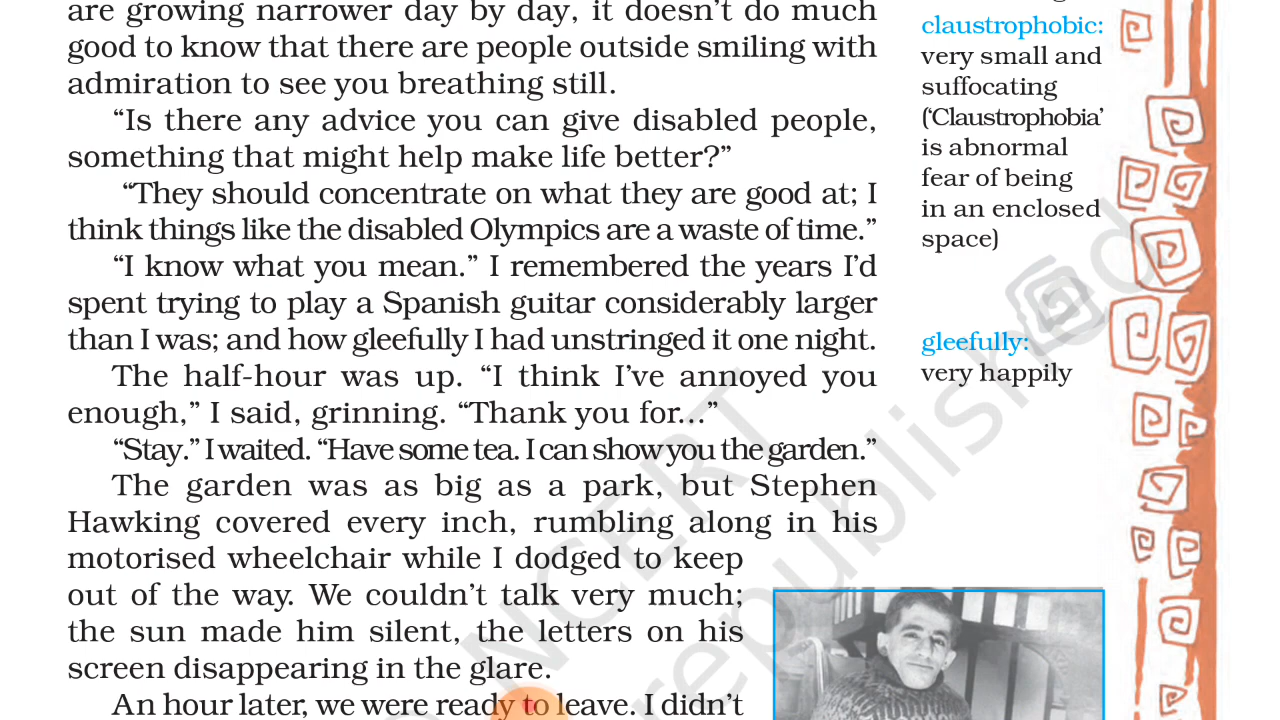 are growing narrower day by day, it doesn’t do much
good to know that there are people outside smiling with
admiration to see you breathing still.
“Is there any advice you can give disabled people,
something that might help make life better?”
“They should concentrate on what they are good at; I
think things like the disabled Olympics are a waste of time.”
“I know what you mean.” I remembered the years I’d
spent trying to play a Spanish guitar considerably larger
than I was; and how gleefully I had unstringed it one night.
The half-hour was up. “I think I’ve annoyed you
enough,” I said, grinning. “Thank you for...”
“Stay.” I waited. “Have some tea. I can show you the garden.”
The garden was as big as a park, but Stephen
Hawking covered every inch, rumbling along in his
motorised wheelchair while I dodged to keep
out of the way. We couldn’t talk very much;
the sun made him silent, the letters on his
screen disappearing in the glare.
An hour later, we were ready to leave. I didn’t
claustrophobic:
very small and
suffocating
(‘Claustrophobia’
is abnormal
fear of being
in an enclosed
space)
gleefully:
very happily
NCERT
republished